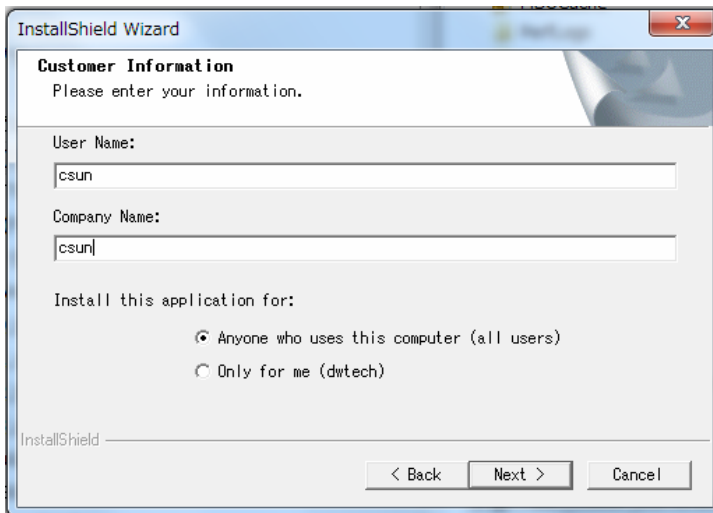 InstallShield Wizard
Customer Information
Please enter your information.
User Name:
csun
Company Name:
csun
Install this application for:
Anyone who uses this computer (all users)
Only for me (dwtech)
InstallShield
< Back
Next >
Cancel